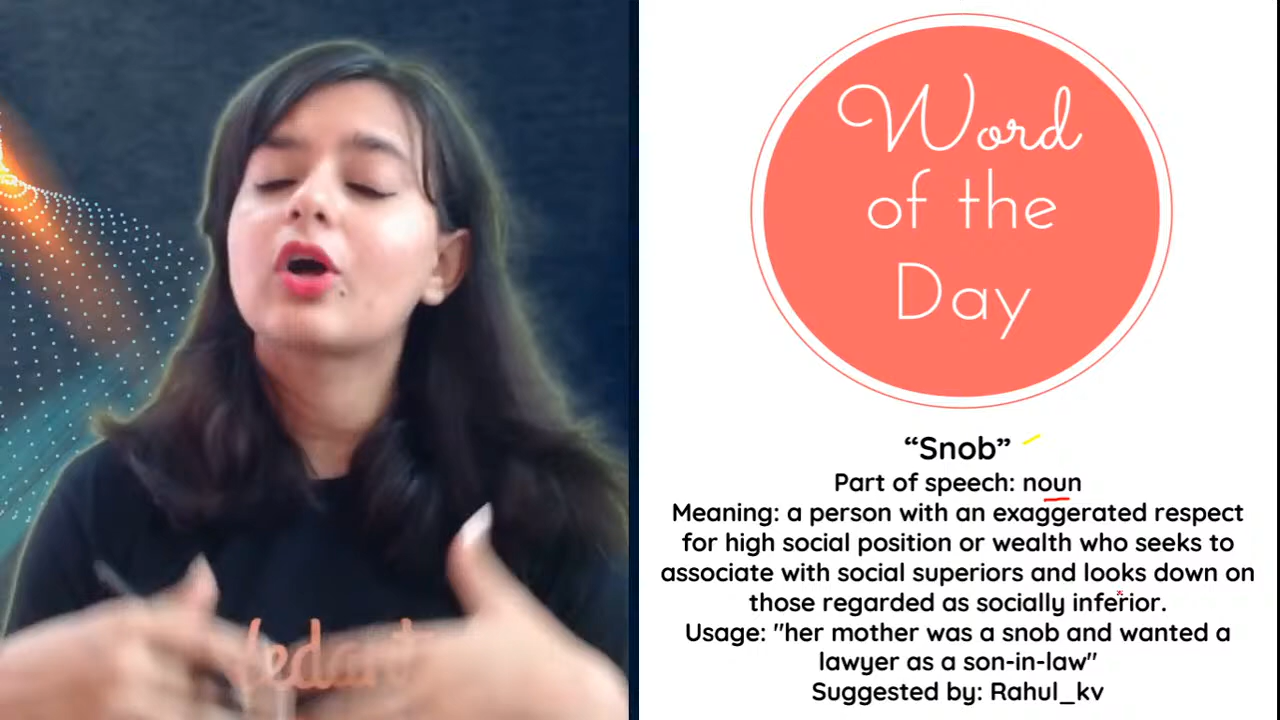 Word
of the
Day
“Snob”
Part of speech: noun
Meaning: a person with an exaggerated respect
for high social position or wealth who seeks to
associate with social superiors and looks down on
those regarded as socially inferior.
Usage: "her mother was a snob and wanted a
lawyer as a son-in-law"
Suggested by: Rahul_kv